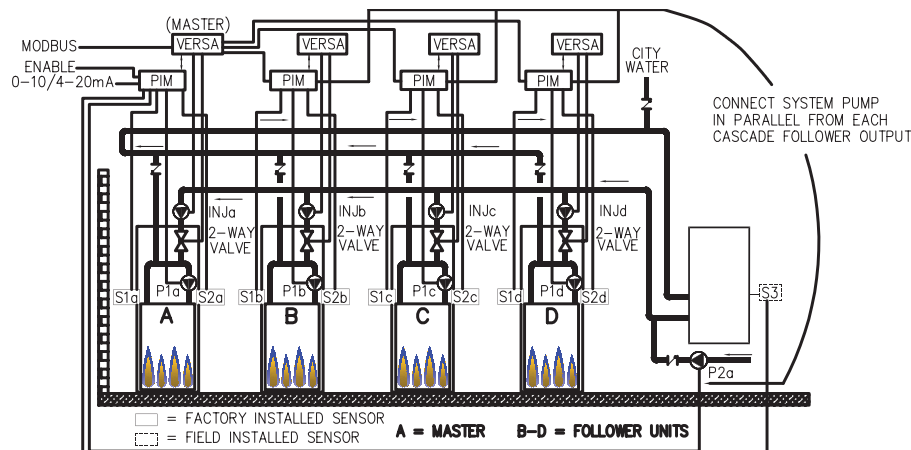 (MASTER)
MODBUS
VERSA VERSA VERSA VERSA
ENABLE
0-10/4-20mA
PIM PIM PIM PIM
CITY
WATER
CONNECT SYSTEM PUMP
IN PARALLEL FROM EACH
CASCADE FOLLOWER OUTPUT
INJa INJb INJc INJd
2-WAY 2-WAY 2-WAY 2-WAY
VALVE VALVE VALVE VALVE
S1a P1a S2a S1b P1b S2b S1c P1c S2c S1d P1d S2d S3
A B C D
P2a
= FACTORY INSTALLED SENSOR
= FIELD INSTALLED SENSOR
A = MASTER B-D = FOLLOWER UNITS